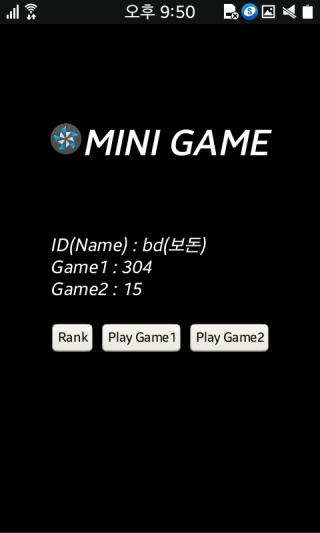 오후 9:50
MINI GAME
ID(Name) : bd(보돈)
Game1 : 304
Game2 : 15
Rank Play Game1 Play Game2